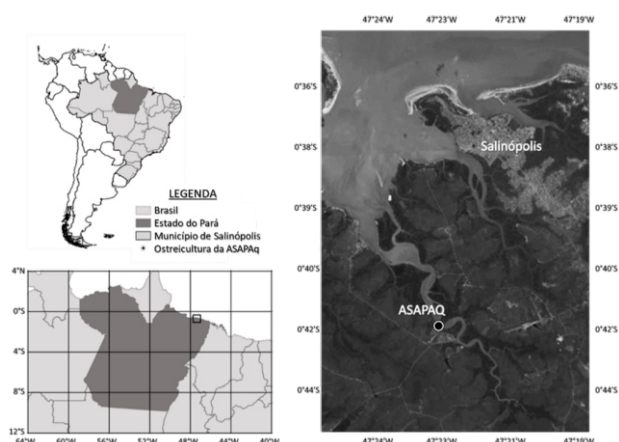 LEGENDA
Brasil
Estado do Pará
Município de Salinópolis
Ostreicultura da ASAPAq
4°N
0°S
4°S
8°S
12°S
64°W 60°W 56°W 52°W 48°W 44°W 40°W
47°24'W 47°23'W 47°21'W 47°19'W
0°36'S 0°36'S
0°38'S 0°38'S
0°39'S 0°39'S
0°40'S 0°40'S
0°42'S 0°42'S
0°44'S 0°44'S
Salinópolis
ASAPAQ
47°24'W 47°23'W 47°21'W 47°19'W